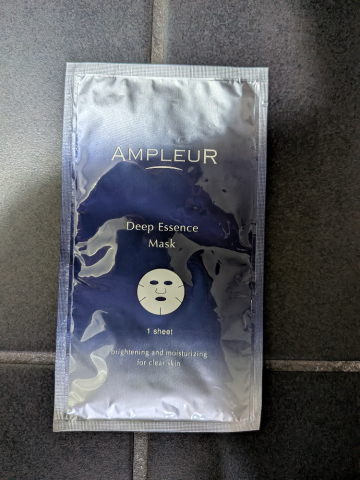 AMPLEUR
Deep Essence
Mask
1 sheet
brightening and moisturizing
for clear skin